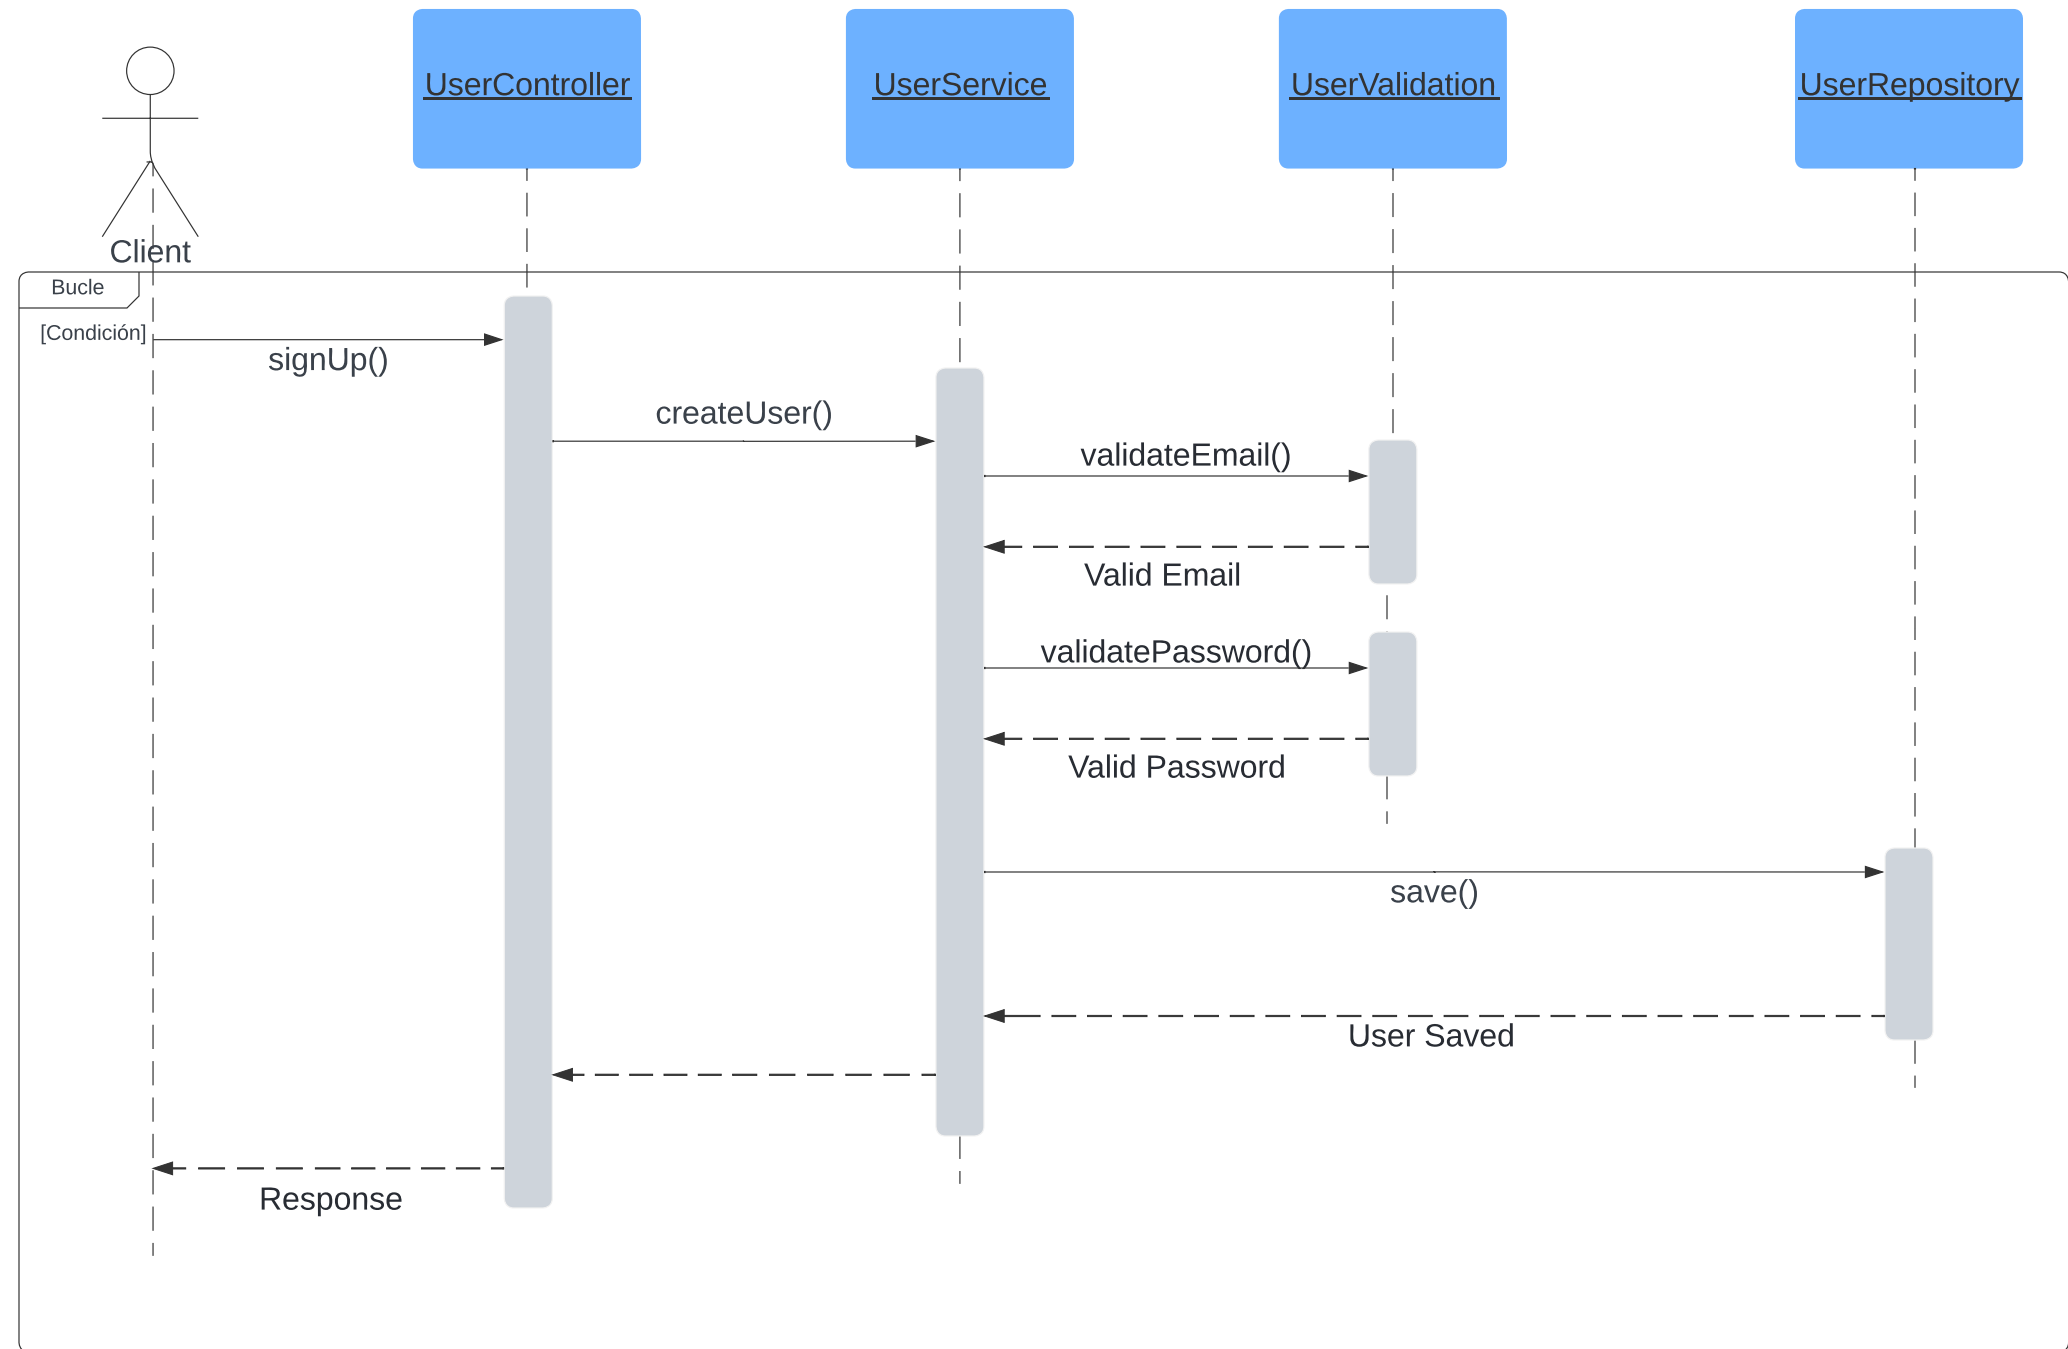 UserController
UserService
UserValidation
UserRepository
Client
Bucle
[Condición]
signUp()
createUser()
validateEmail()
Valid Email
validatePassword()
Valid Password
save()
User Saved
Response